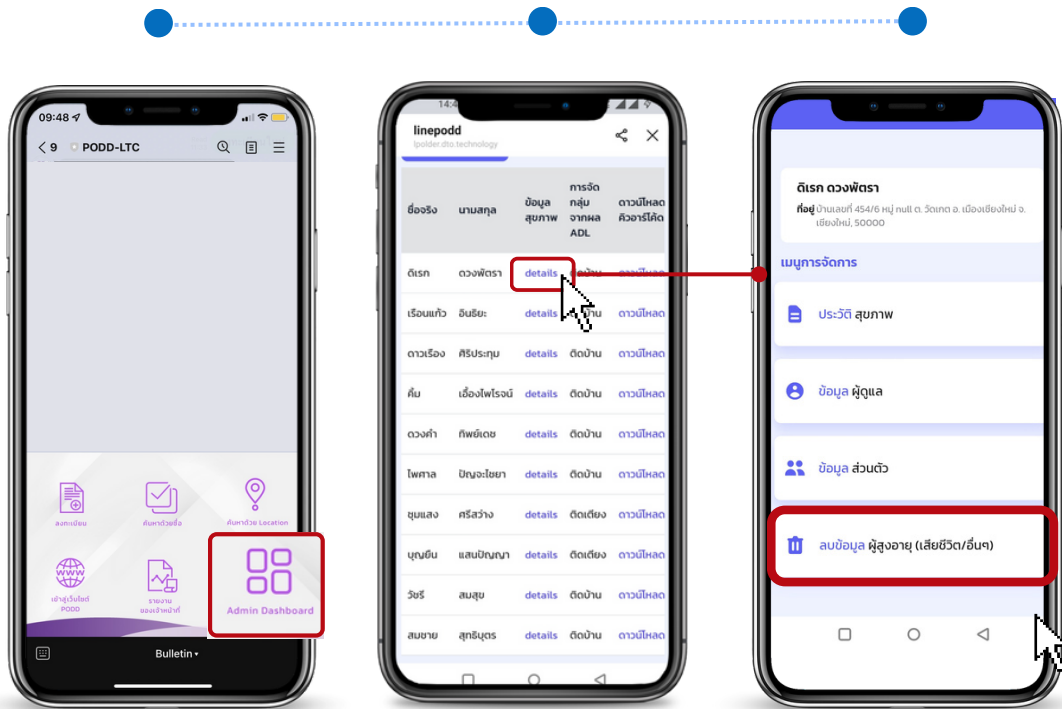 09:48
< 9 PODD-LTC
ลงทะเบียน
ค้นหาด้วยชื่อ
ค้นหาด้วย Location
เข้าสู่เว็บไซต์
PODD
รายงาน
ของเจ้าหน้าที่
Admin Dashboard
Bulletin
14:4
linepodd
lpolder.dto.technology
ชื่อจริง นามสกุล ข้อมูลสุขภาพ การจัดกลุ่มจากผล ADL ดาวน์โหลดคิวอาร์โค้ด
ดิเรก ดวงพัตรา details ติดบ้าน ดาวน์โหลด
เรือนแก้ว อินธิยะ: details ติดบ้าน ดาวน์โหลด
ดาวเรือง ศิริประทุม details ติดบ้าน ดาวน์โหลด
คิ้ม เอื้องไพโรจน์ details ติดบ้าน ดาวน์โหลด
ดวงคำ ทิพย์เดช details ติดบ้าน ดาวน์โหลด
ไพศาล ปัญจะไชยา details ติดบ้าน ดาวน์โหลด
ชุมแสง ศรีสว่าง details ติดเตียง ดาวน์โหลด
บุญยืน แสนปัญญา details ติดเตียง ดาวน์โหลด
วัชรี สมสุข details ติดบ้าน ดาวน์โหลด
สมชาย สุทธิบุตร details ติดบ้าน ดาวน์โหลด
ดิเรก ดวงพัตรา
ที่อยู่ บ้านเลขที่ 454/6 หมู่ null ต. วัดเกต อ. เมืองเชียงใหม่ จ.
เชียงใหม่, 50000
เมนูการจัดการ
ประวัติ สุขภาพ
ข้อมูล ผู้ดูแล
ข้อมูล ส่วนตัว
ลบข้อมูล ผู้สูงอายุ (เสียชีวิต/อื่นๆ)